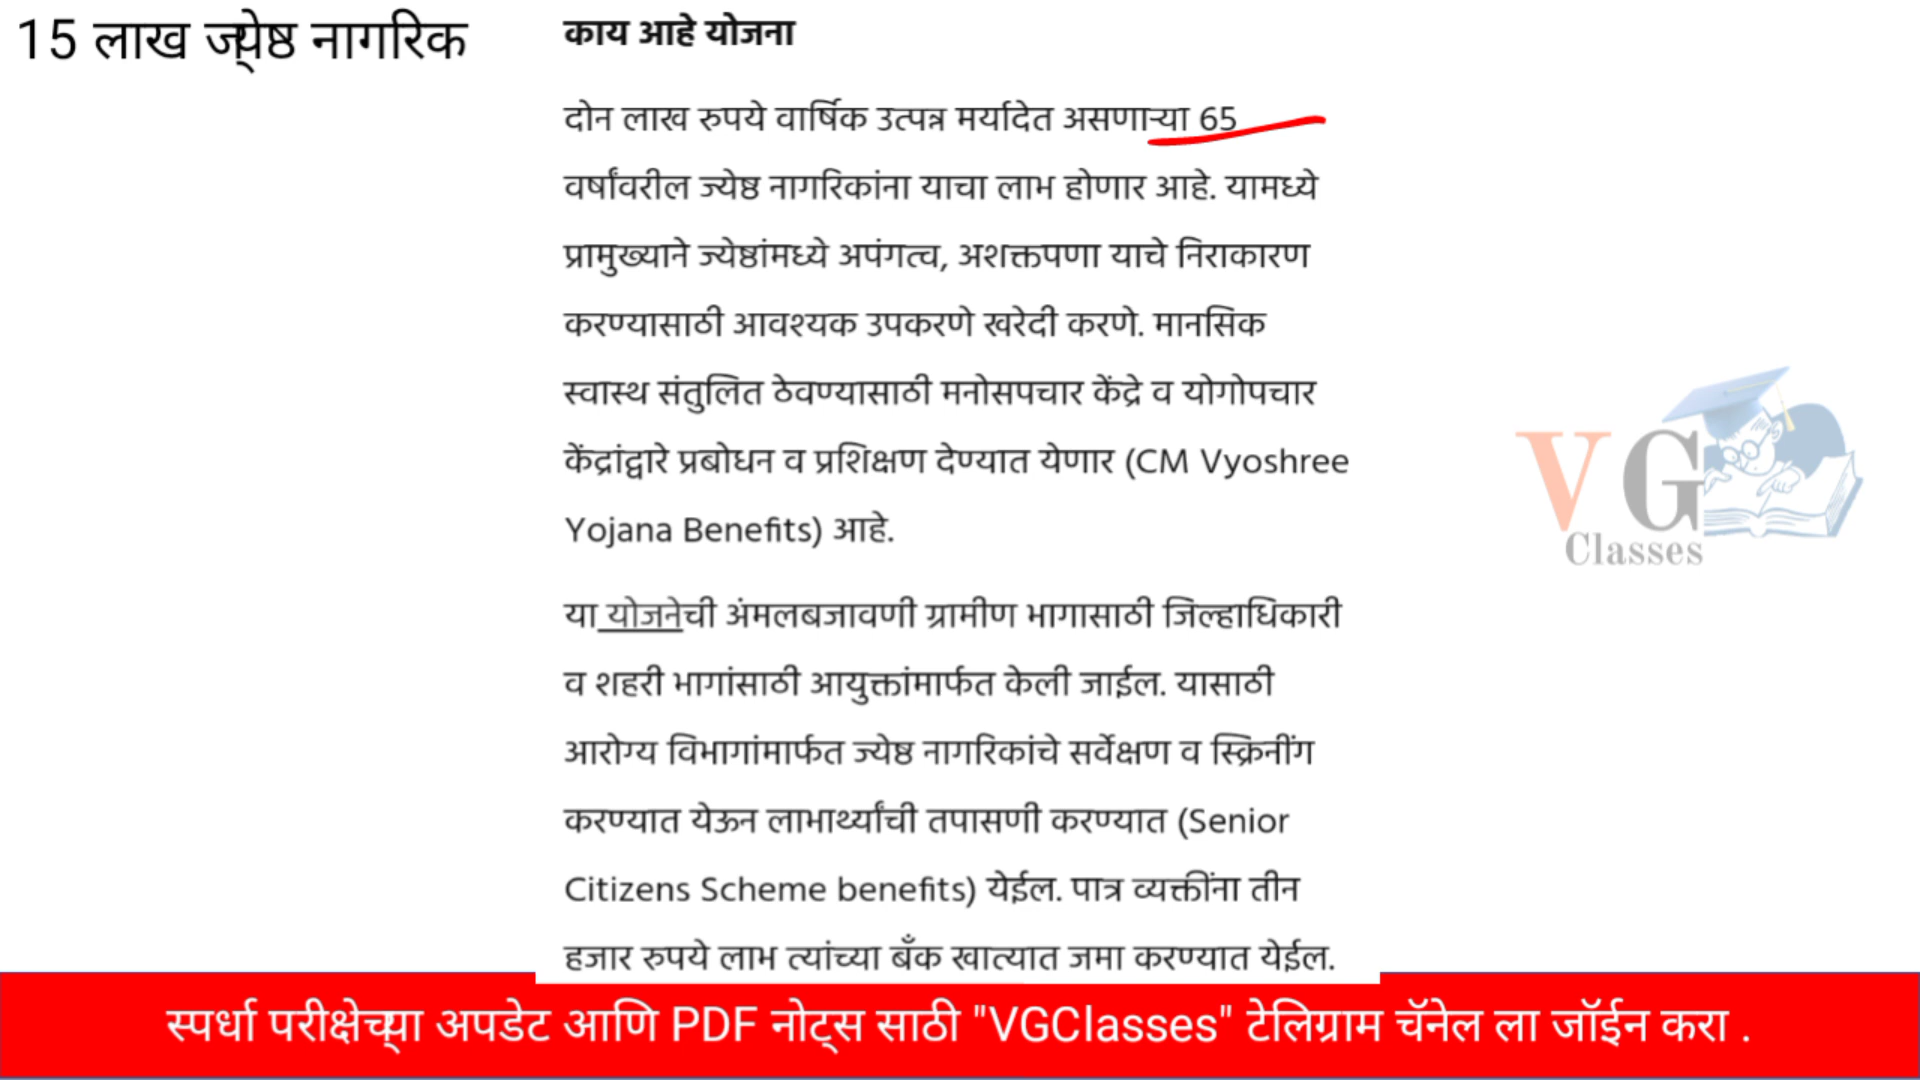 15 लाख ज्येष्ठ नागरिक
काय आहे योजना
दोन लाख रुपये वार्षिक उत्पन्न मर्यादेत असणाऱ्या 65
वर्षांवरील ज्येष्ठ नागरिकांना याचा लाभ होणार आहे. यामध्ये
प्रामुख्याने ज्येष्ठांमध्ये अपंगत्व, अशक्तपणा याचे निराकारण
करण्यासाठी आवश्यक उपकरणे खरेदी करणे. मानसिक
स्वास्थ संतुलित ठेवण्यासाठी मनोसपचार केंद्रे व योगोपचार
केंद्रांद्वारे प्रबोधन व प्रशिक्षण देण्यात येणार (CM Vyoshree
Yojana Benefits) आहे.
या योजनेची अंमलबजावणी ग्रामीण भागासाठी जिल्हाधिकारी
व शहरी भागांसाठी आयुक्तांमार्फत केली जाईल. यासाठी
आरोग्य विभागांमार्फत ज्येष्ठ नागरिकांचे सर्वेक्षण व स्क्रिनींग
करण्यात येऊन लाभार्थ्यांची तपासणी करण्यात (Senior
Citizens Scheme benefits) येईल. पात्र व्यक्तींना तीन
हजार रुपये लाभ त्यांच्या बँक खात्यात जमा करण्यात येईल.
VG
Classes
स्पर्धा परीक्षेच्या अपडेट आणि PDF नोट्स साठी "VGClasses" टेलिग्राम चॅनेल ला जॉईन करा .